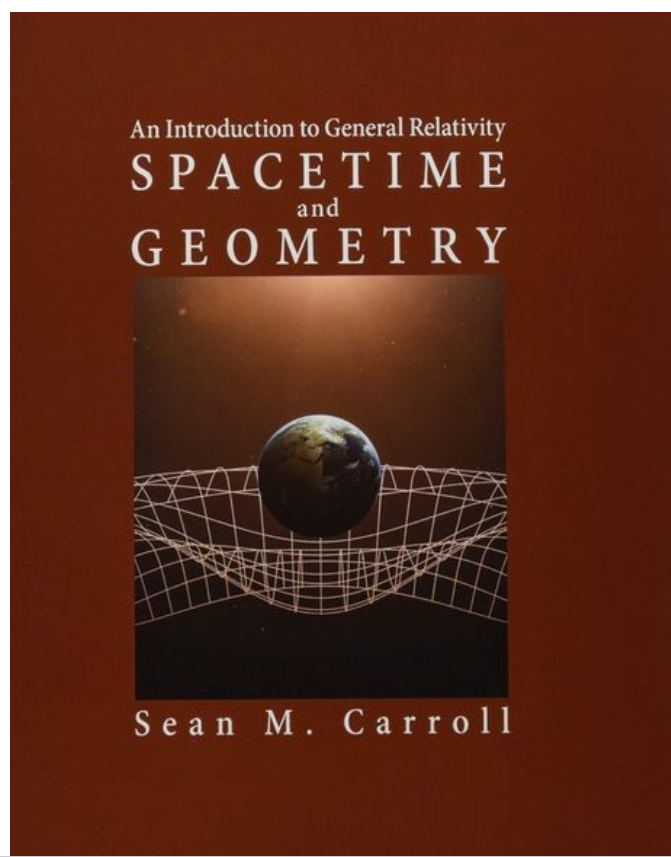 An Introduction to General Relativity
SPACETIME
and
GEOMETRY
Sean M. Carroll